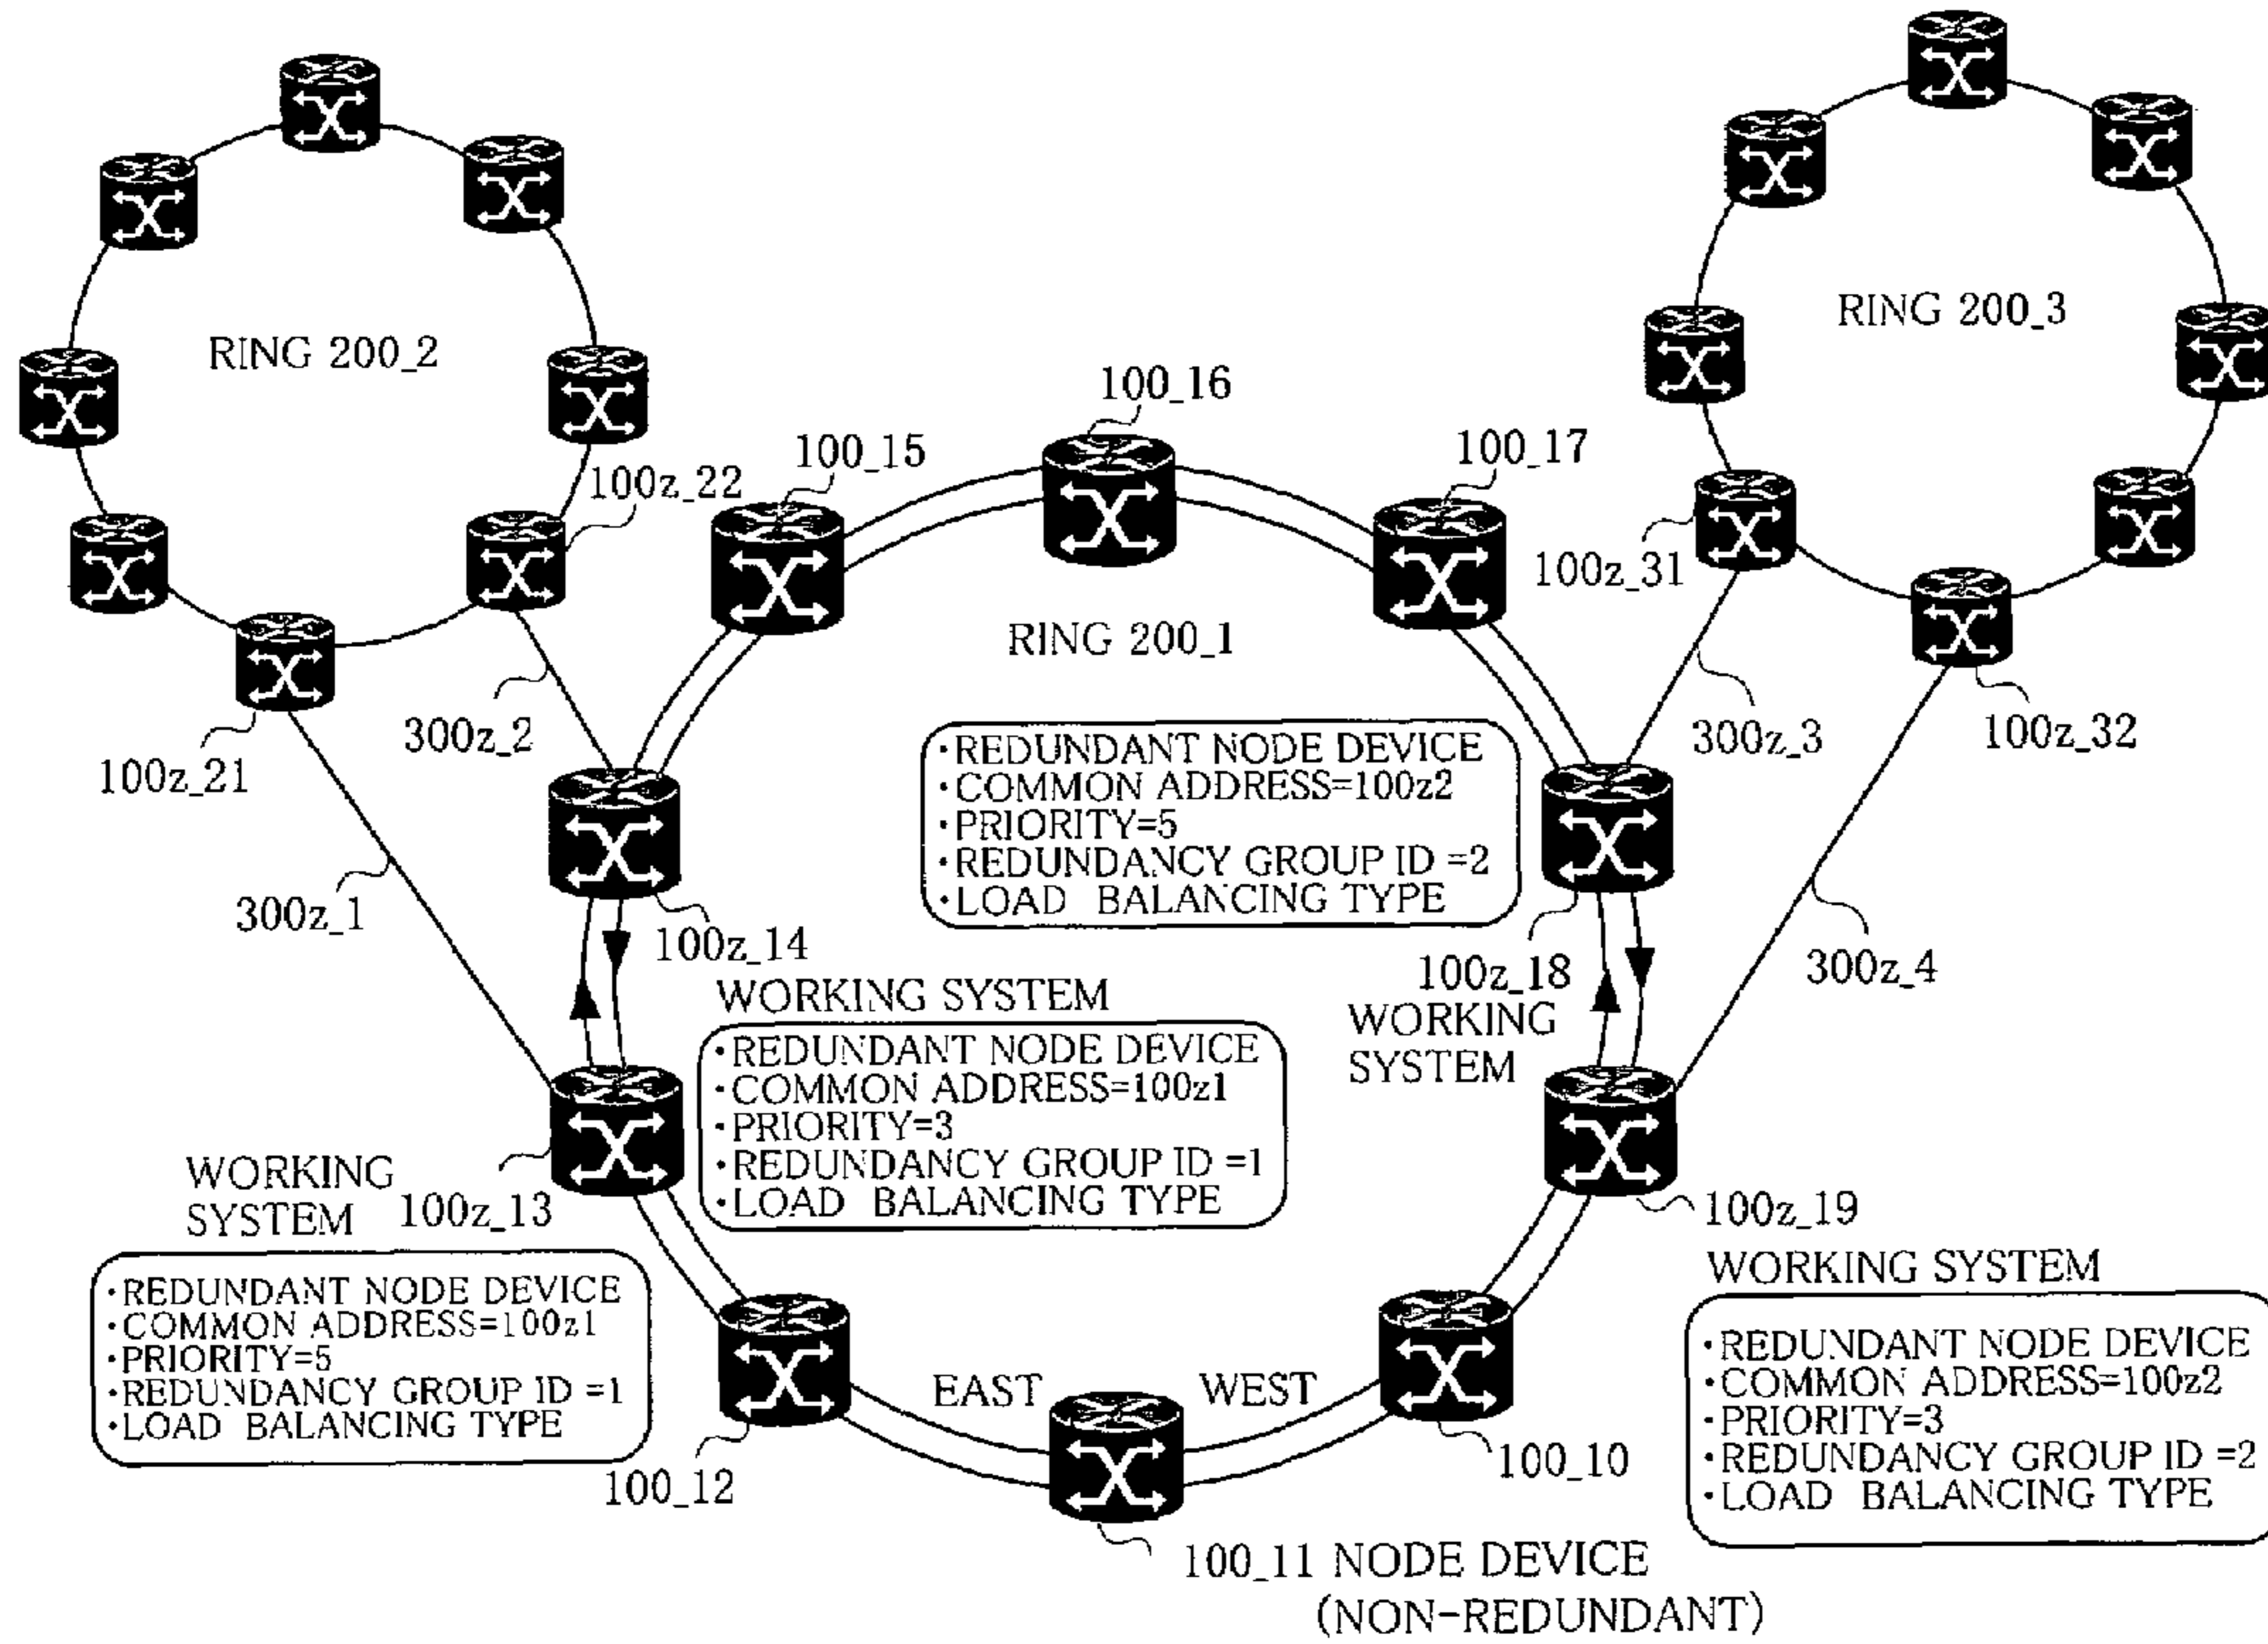 RING 200_2
RING 200_3
100_16
100_15
100_17
100z_22
100z_31
RING 200_1
300z_2
300z_3
100z_32
100z_21
·REDUNDANT NODE DEVICE
·COMMON ADDRESS=100z2
·PRIORITY=5
·REDUNDANCY GROUP ID =2
·LOAD BALANCING TYPE
300z_1
100z_14
100z_18
300z_4
WORKING SYSTEM
WORKING
SYSTEM
·REDUNDANT NODE DEVICE
·COMMON ADDRESS=100z1
·PRIORITY=3
·REDUNDANCY GROUP ID =1
·LOAD BALANCING TYPE
WORKING
SYSTEM
100z_13
100z_19
WORKING SYSTEM
·REDUNDANT NODE DEVICE
·COMMON ADDRESS=100z1
·PRIORITY=5
·REDUNDANCY GROUP ID =1
·LOAD BALANCING TYPE
·REDUNDANT NODE DEVICE
·COMMON ADDRESS=100z2
·PRIORITY=3
·REDUNDANCY GROUP ID =2
·LOAD BALANCING TYPE
EAST
WEST
100_12
100_10
100_11 NODE DEVICE
(NON-REDUNDANT)